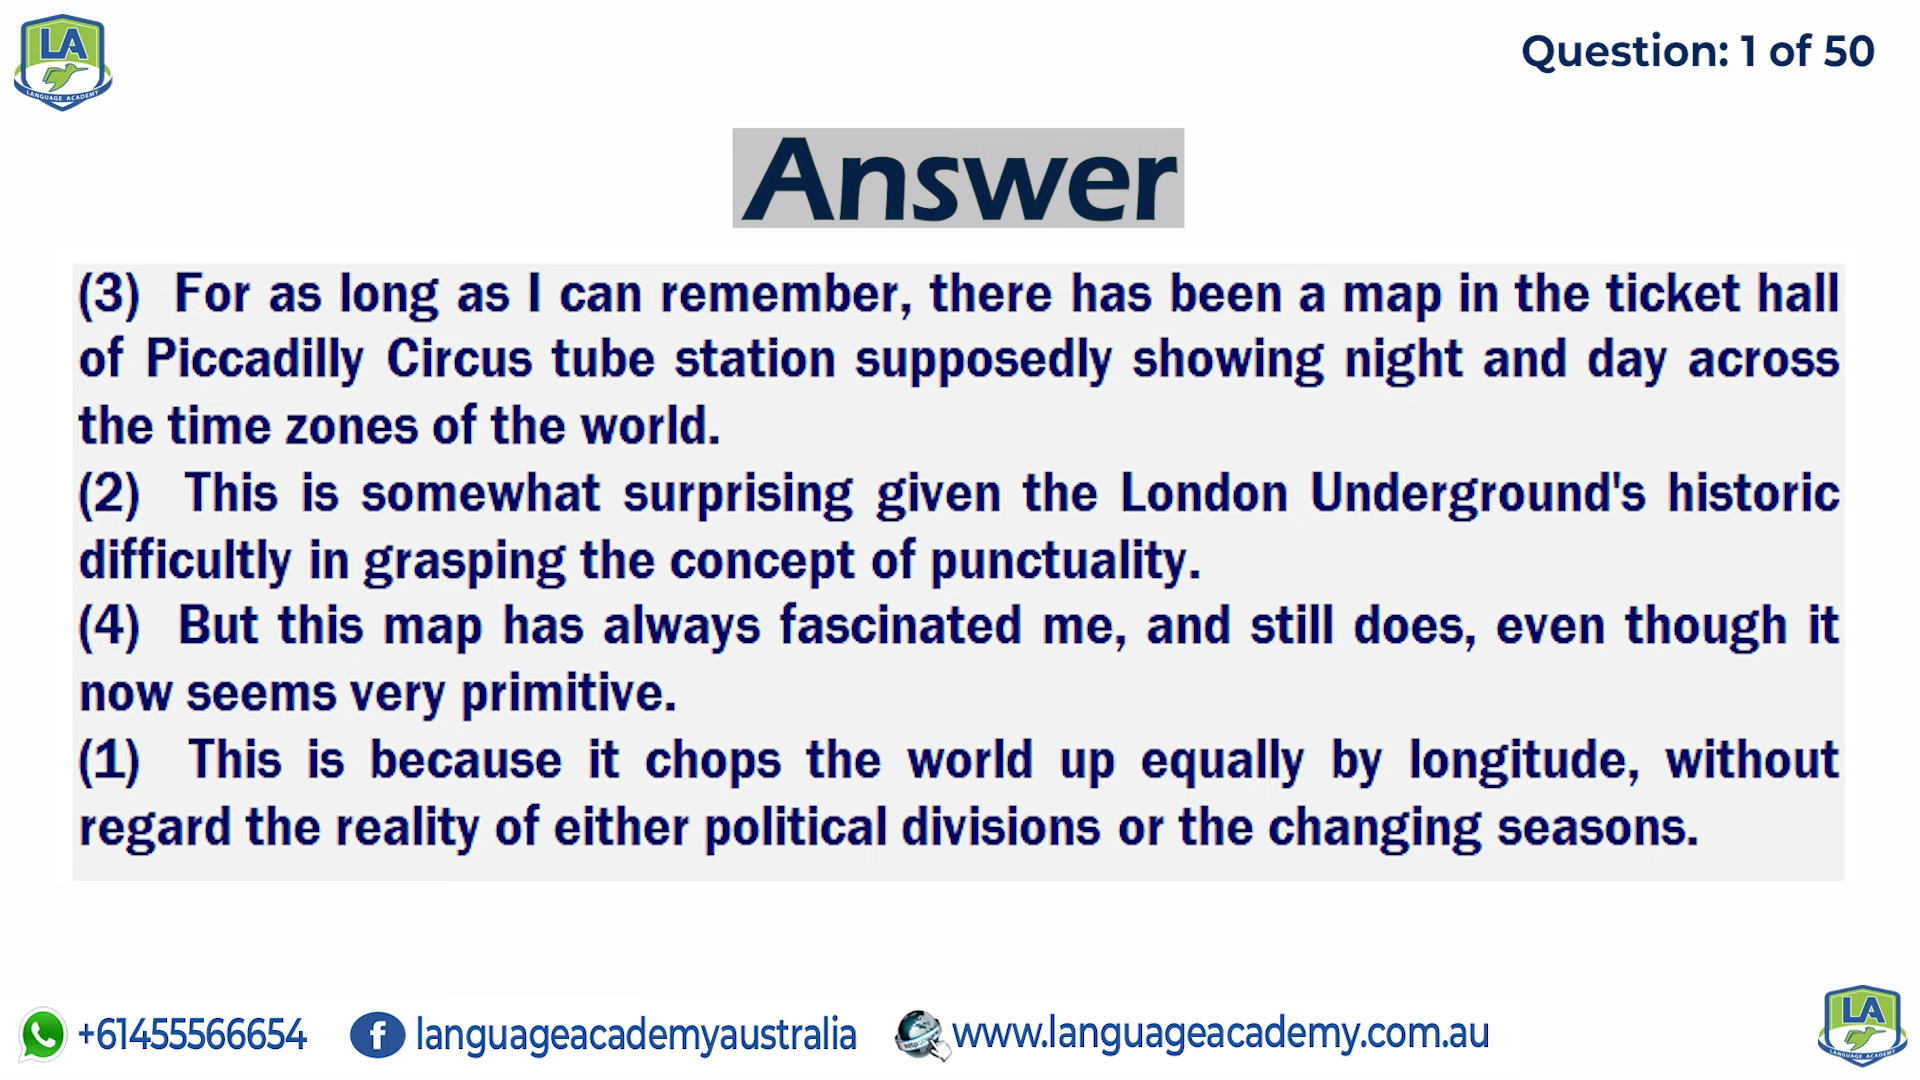 LA
LANGUAGE ACADEMY
Question: 1 of 50
Answer
(3) For as long as I can remember, there has been a map in the ticket hall
of Piccadilly Circus tube station supposedly showing night and day across
the time zones of the world.
(2) This is somewhat surprising given the London Underground's historic
difficultly in grasping the concept of punctuality.
(4) But this map has always fascinated me, and still does, even though it
now seems very primitive.
(1) This is because it chops the world up equally by longitude, without
regard the reality of either political divisions or the changing seasons.
+61455566654
f languageacademyaustralia
http:// www.languageacademy.com.au
LA
LANGUAGE ACADEMY